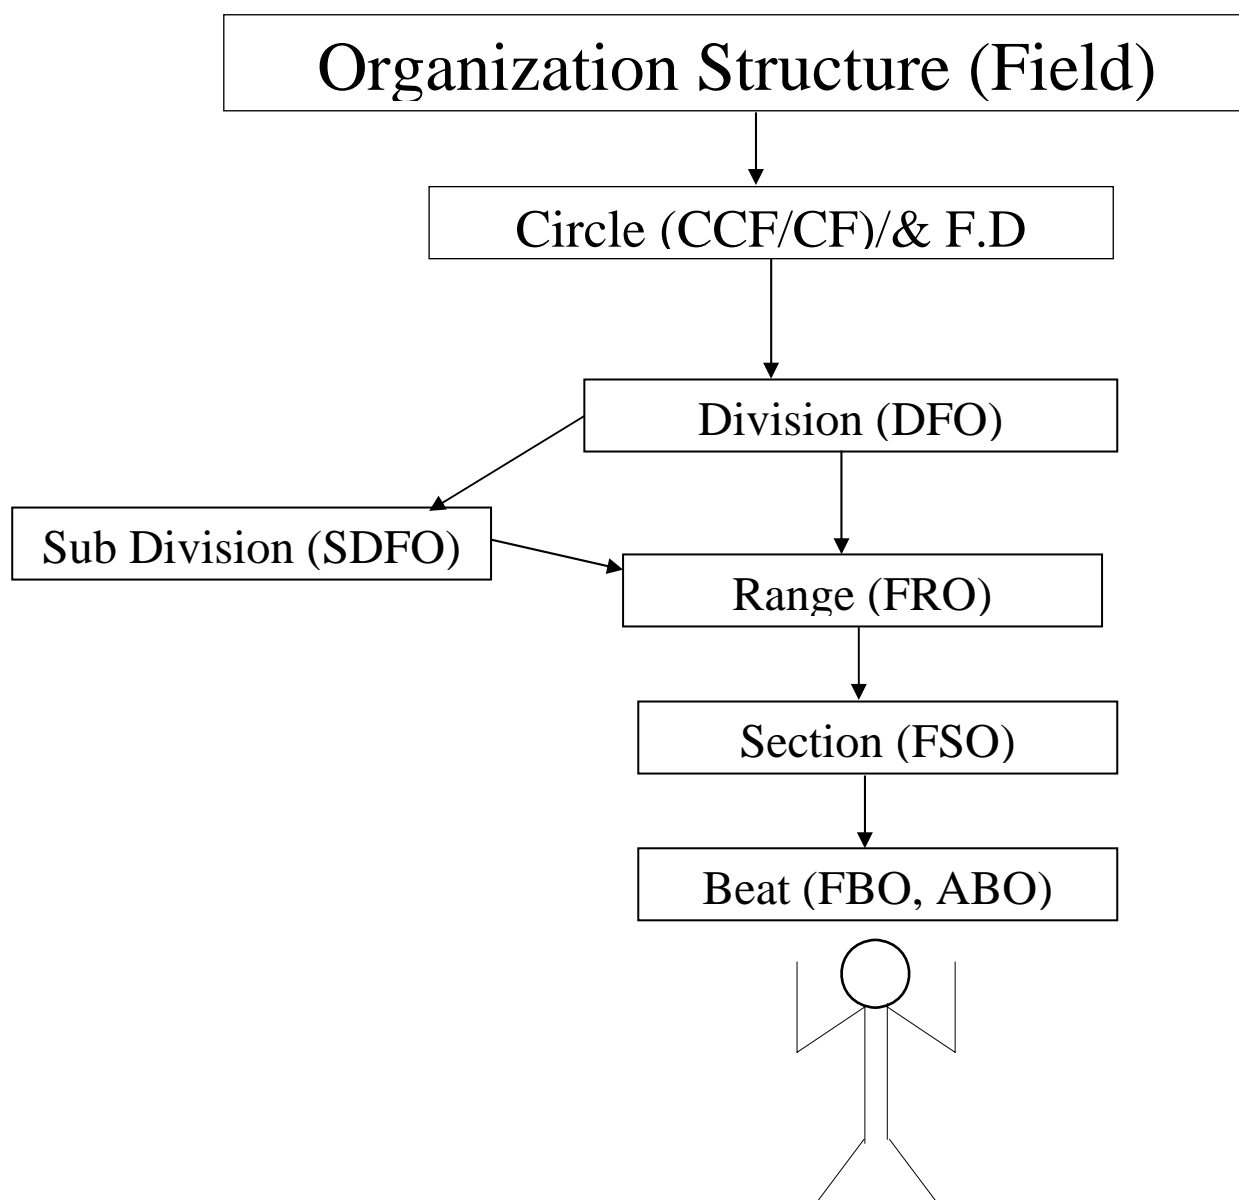 Organization Structure (Field)
Circle (CCF/CF)/& F.D
Division (DFO)
Sub Division (SDFO)
Range (FRO)
Section (FSO)
Beat (FBO, ABO)